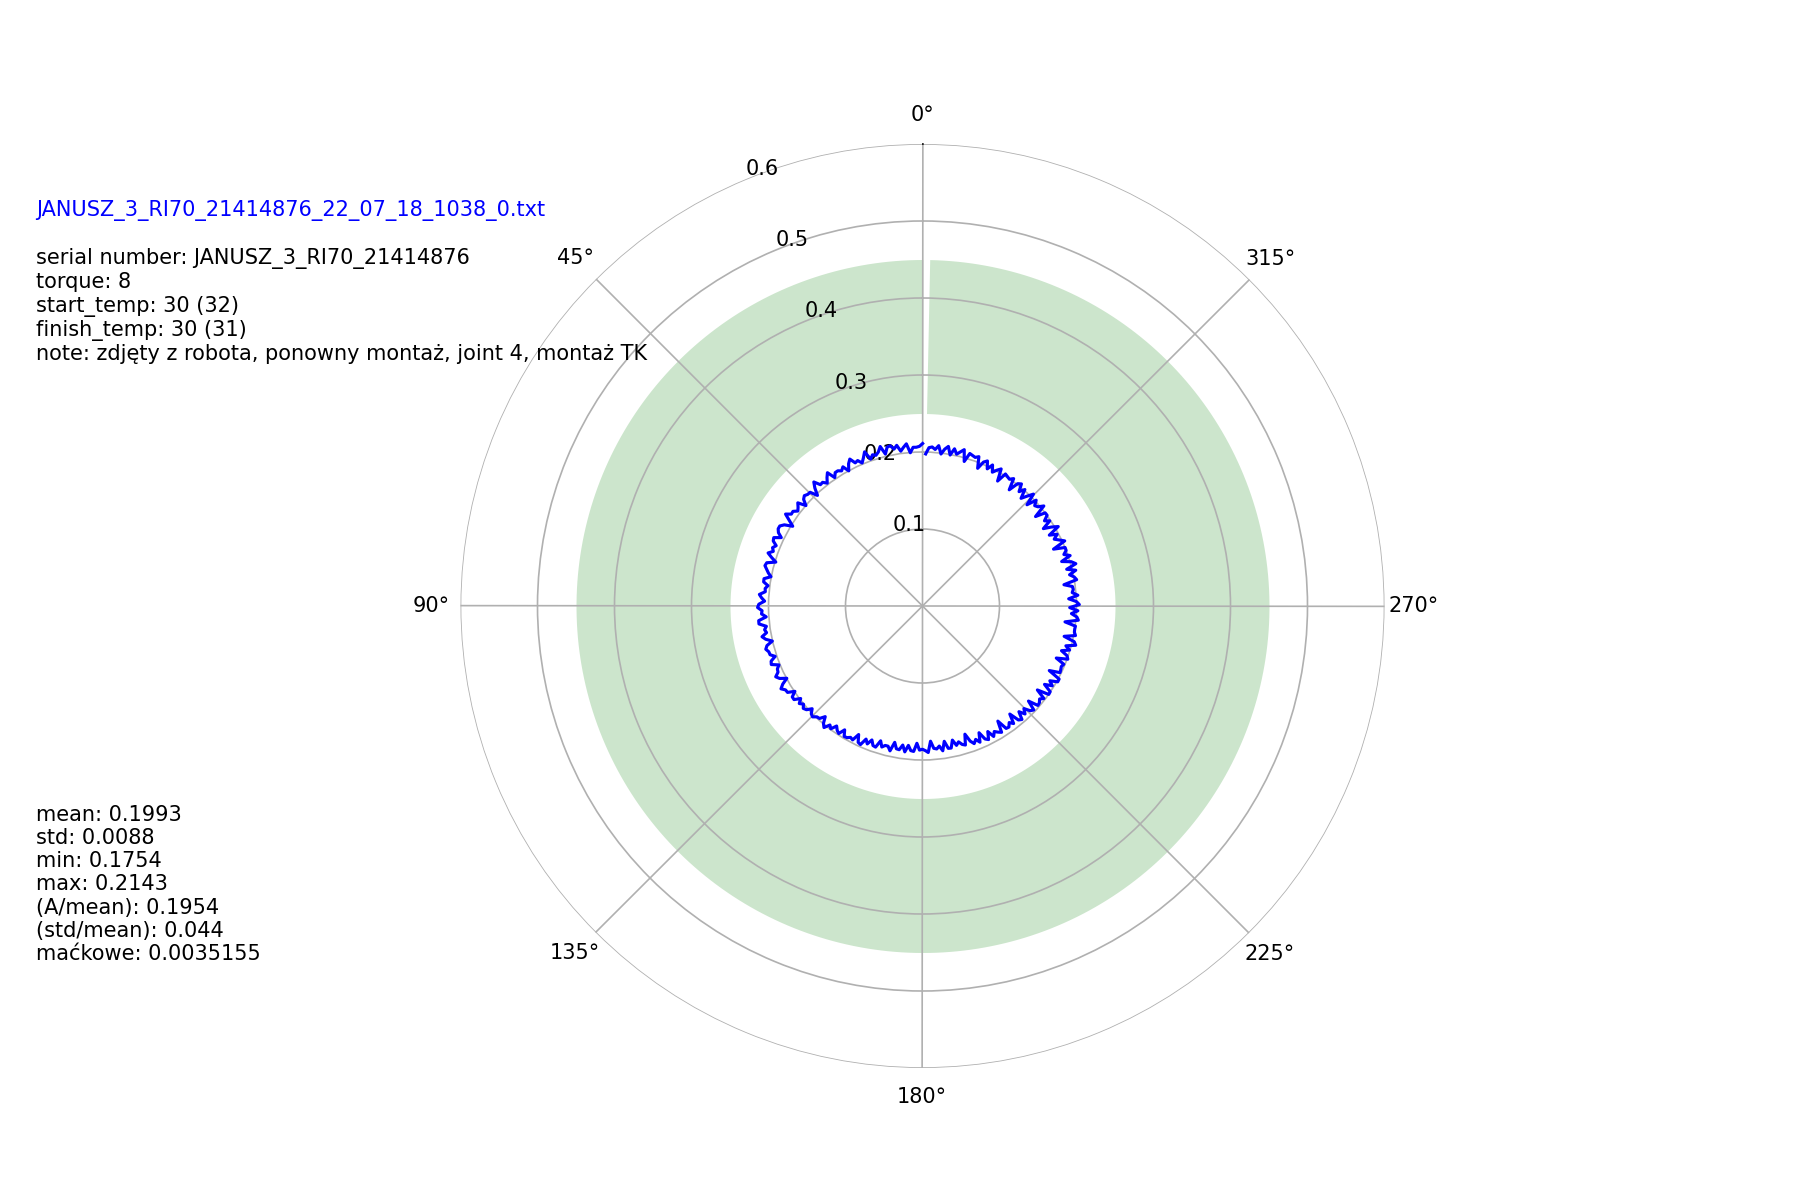 0°
0.6
JANUSZ_3_RI70_21414876_22_07_18_1038_0.txt
0.5
serial number: JANUSZ_3_RI70_21414876
45°
315°
torque: 8
start_temp: 30 (32)
0.4
finish_temp: 30 (31)
note: zdjęty z robota, ponowny montaż, joint 4, montaż TK
0.3
0.2
0.1
90°
270°
mean: 0.1993
std: 0.0088
min: 0.1754
max: 0.2143
(A/mean): 0.1954
(std/mean): 0.044
maćkowe: 0.0035155
135°
225°
180°